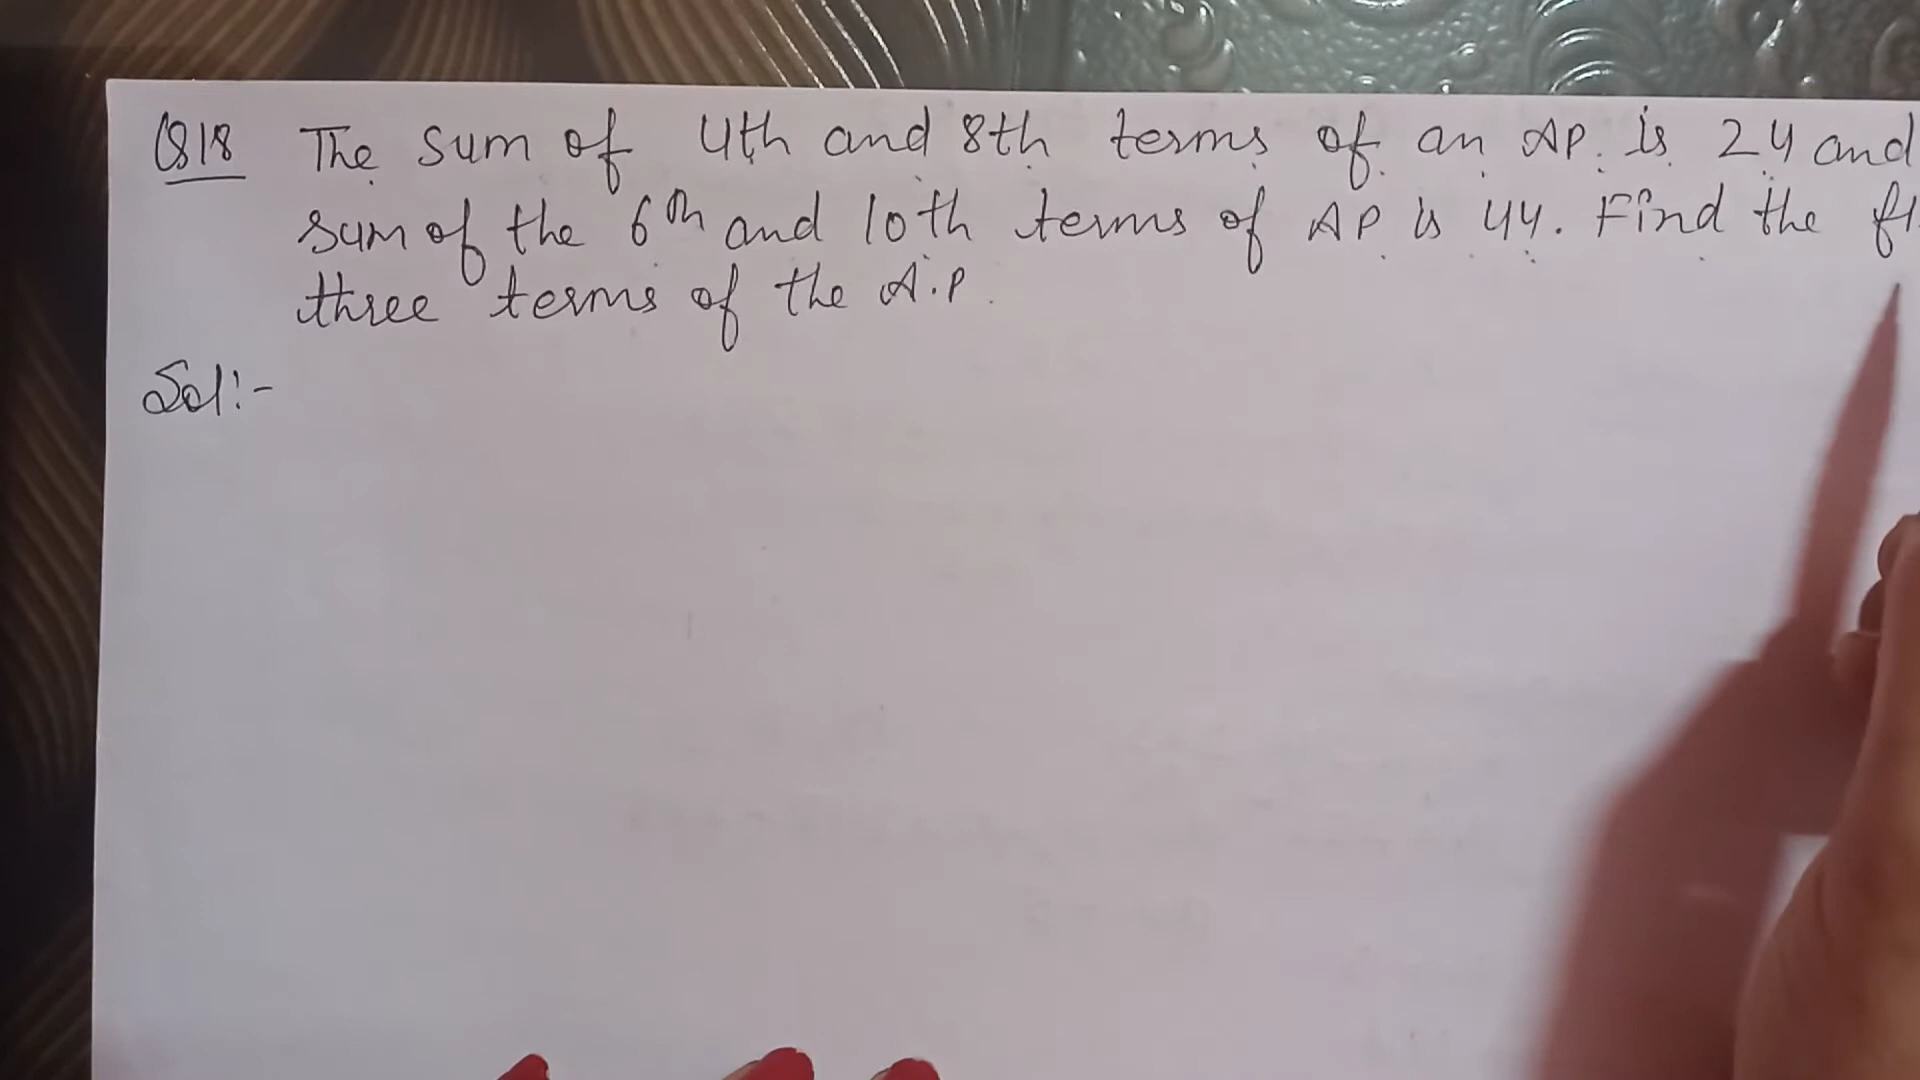 Q18 The sum of 4th and 8th terms of an AP. is 24 and
sum of the 6th and 10th terms of AP is 44. Find the
three terms of the A.P.
Sol:-